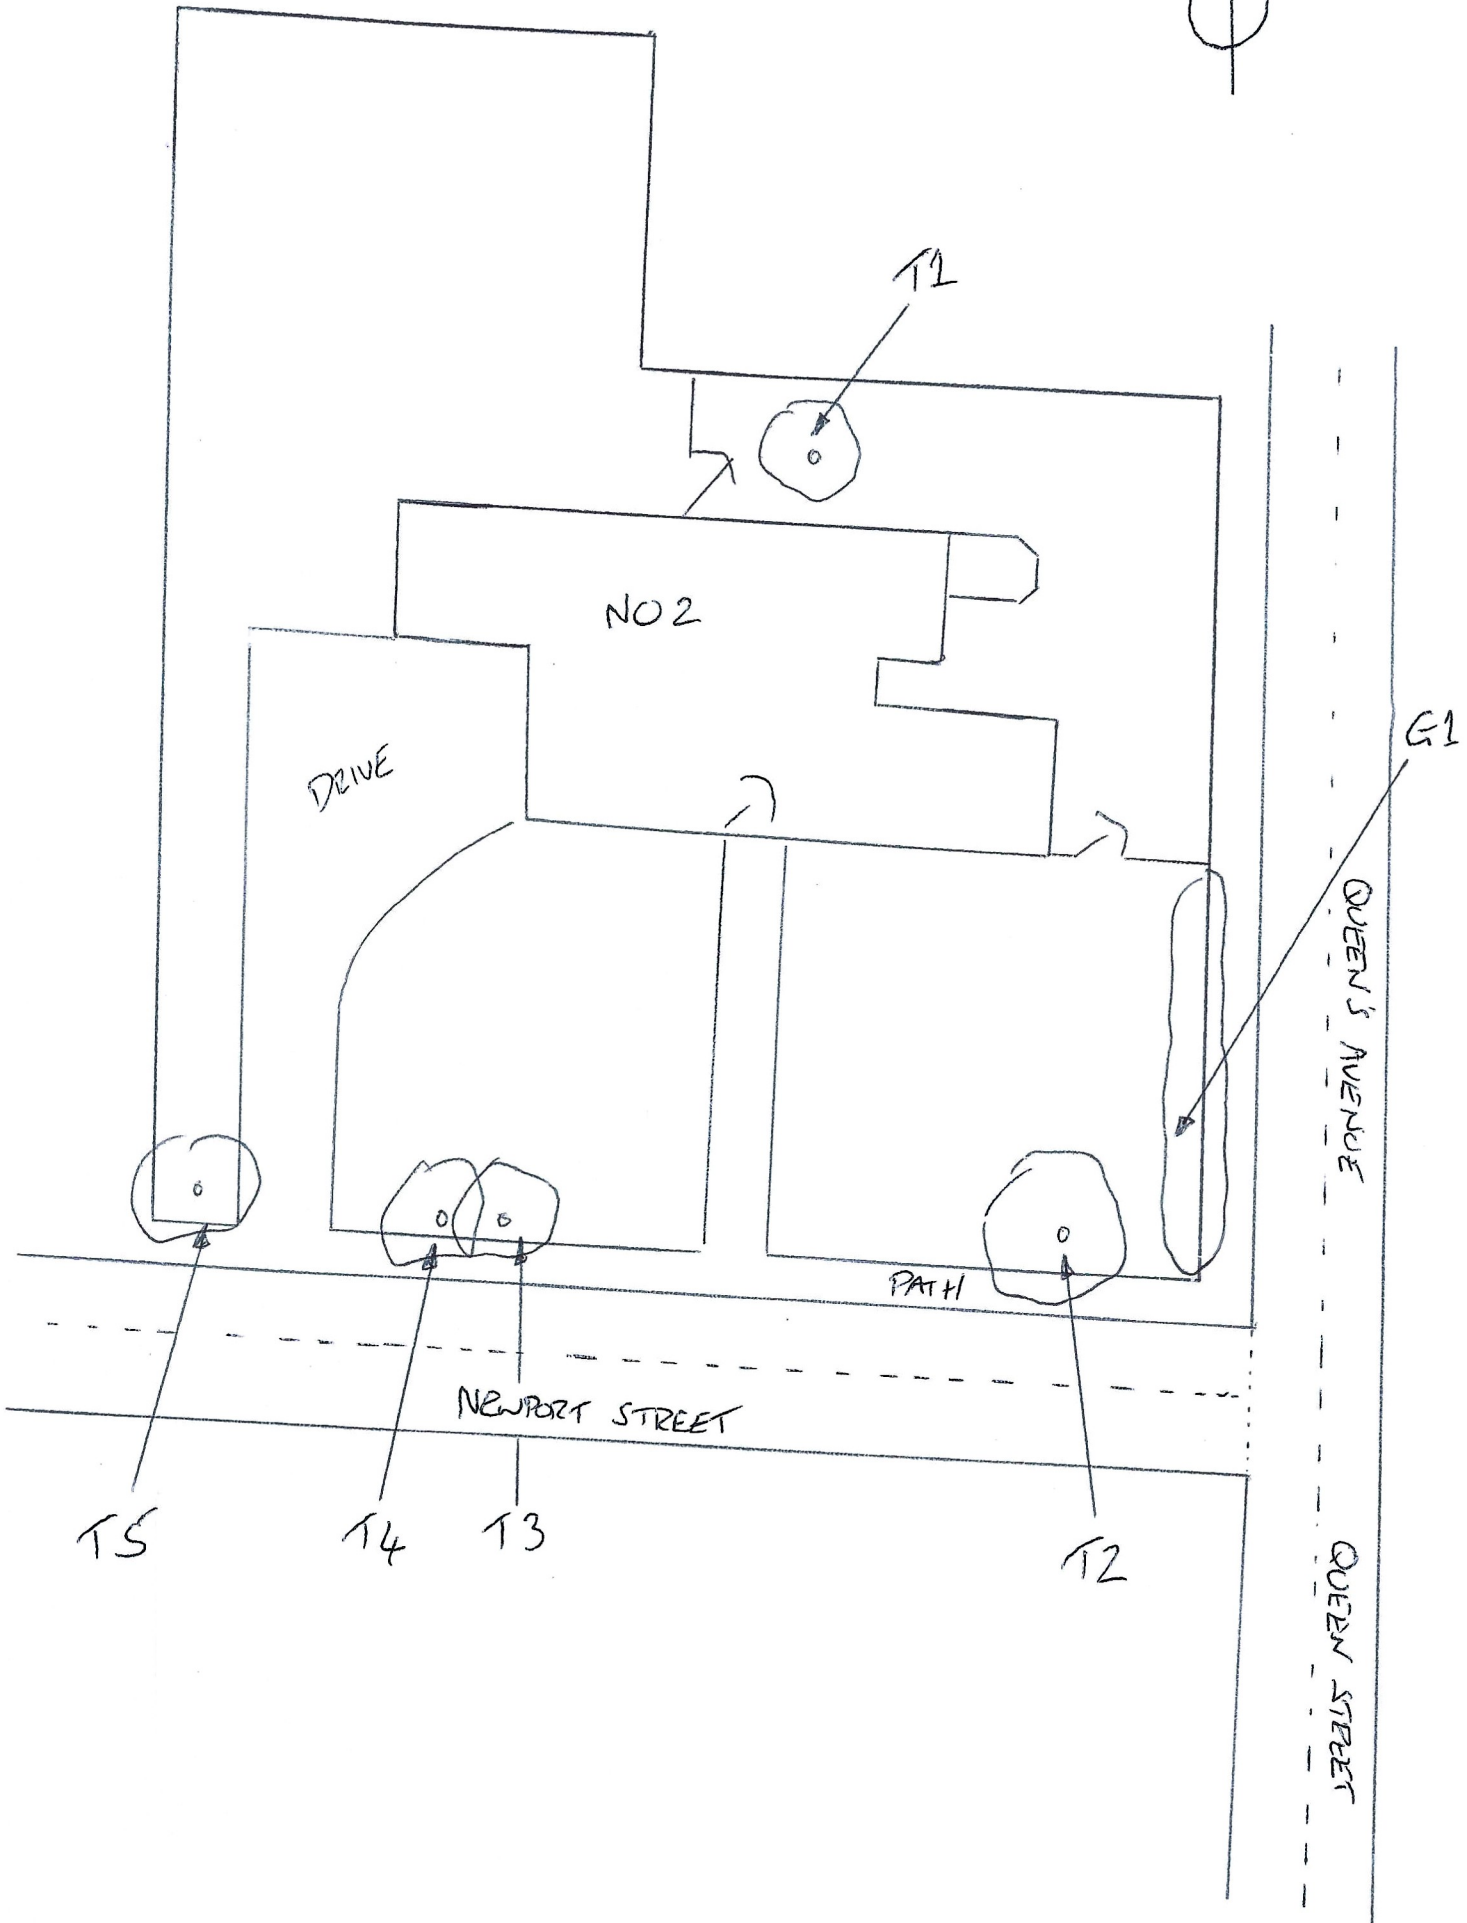 T1
NO2
G1
DRIVE
QUEEN'S AVENUE
PATH
NEWPORT STREET
T5
T4
T3
T2
QUEEN STREET